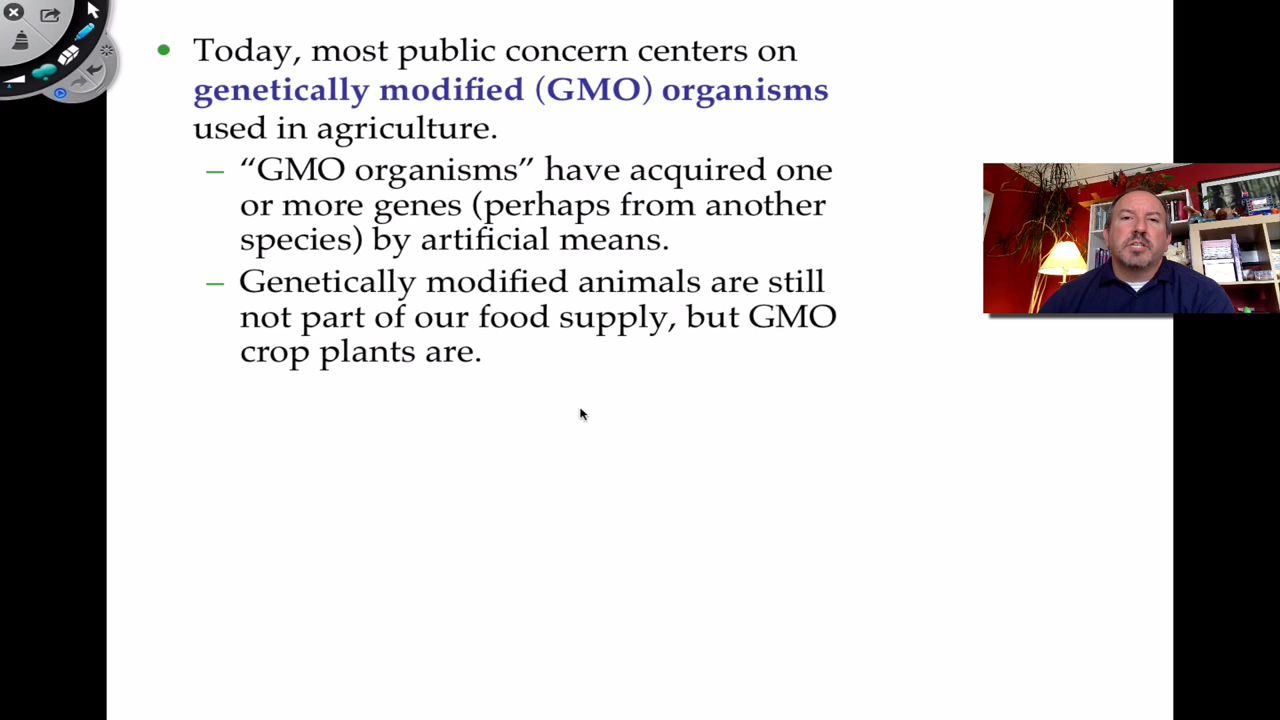 • Today, most public concern centers on
genetically modified (GMO) organisms
used in agriculture.
– “GMO organisms” have acquired one
or more genes (perhaps from another
species) by artificial means.
– Genetically modified animals are still
not part of our food supply, but GMO
crop plants are.